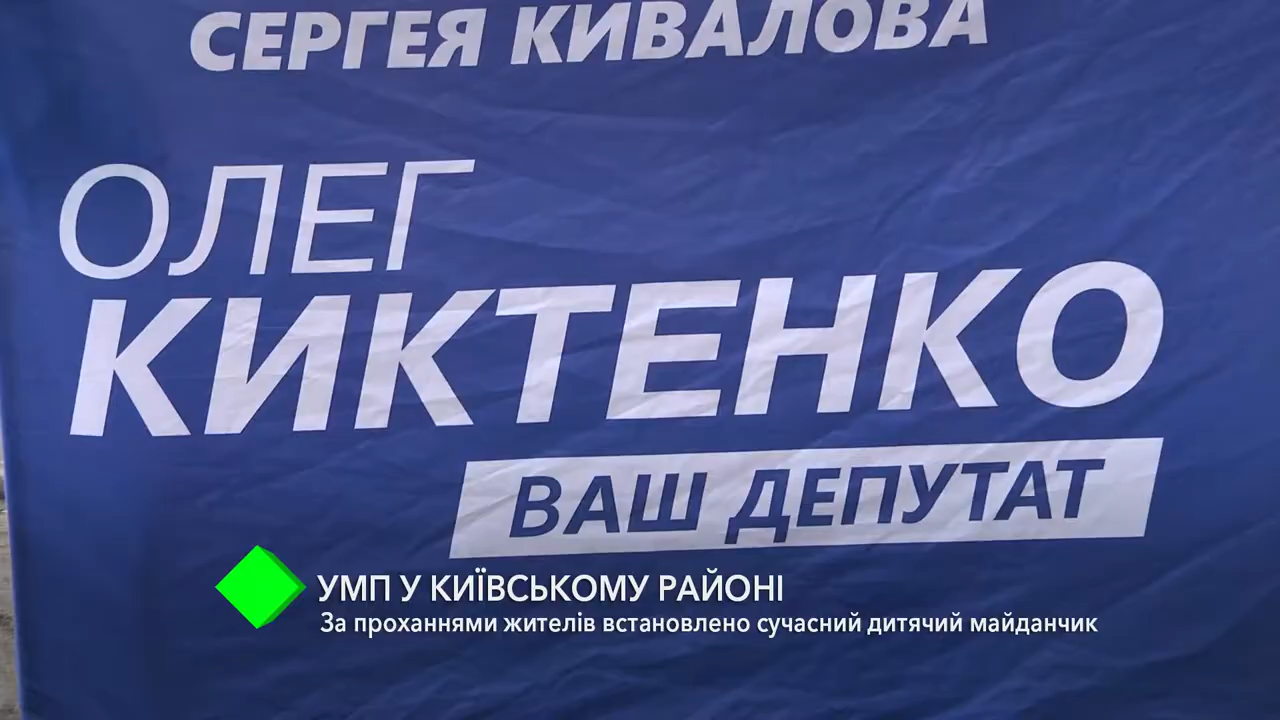 СЕРГЕЯ КИВАЛОВА
ОЛЕГ
КИКТЕНКО
ВАШ ДЕПУТАТ
УМП У КИЇВСЬКОМУ РАЙОНІ
За проханнями жителів встановлено сучасний дитячий майданчик